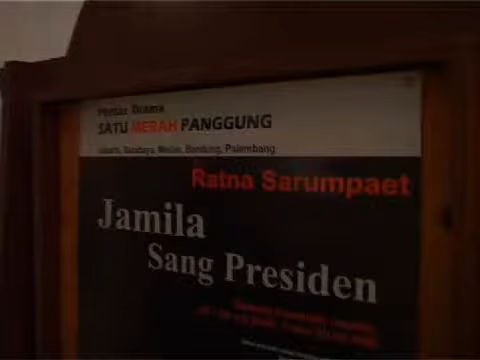 Pentas Drama
SATU MERAH PANGGUNG
Jakarta, Surabaya, Medan, Bandung, Palembang
Ratna Sarumpaet
Jamila
Sang Presiden